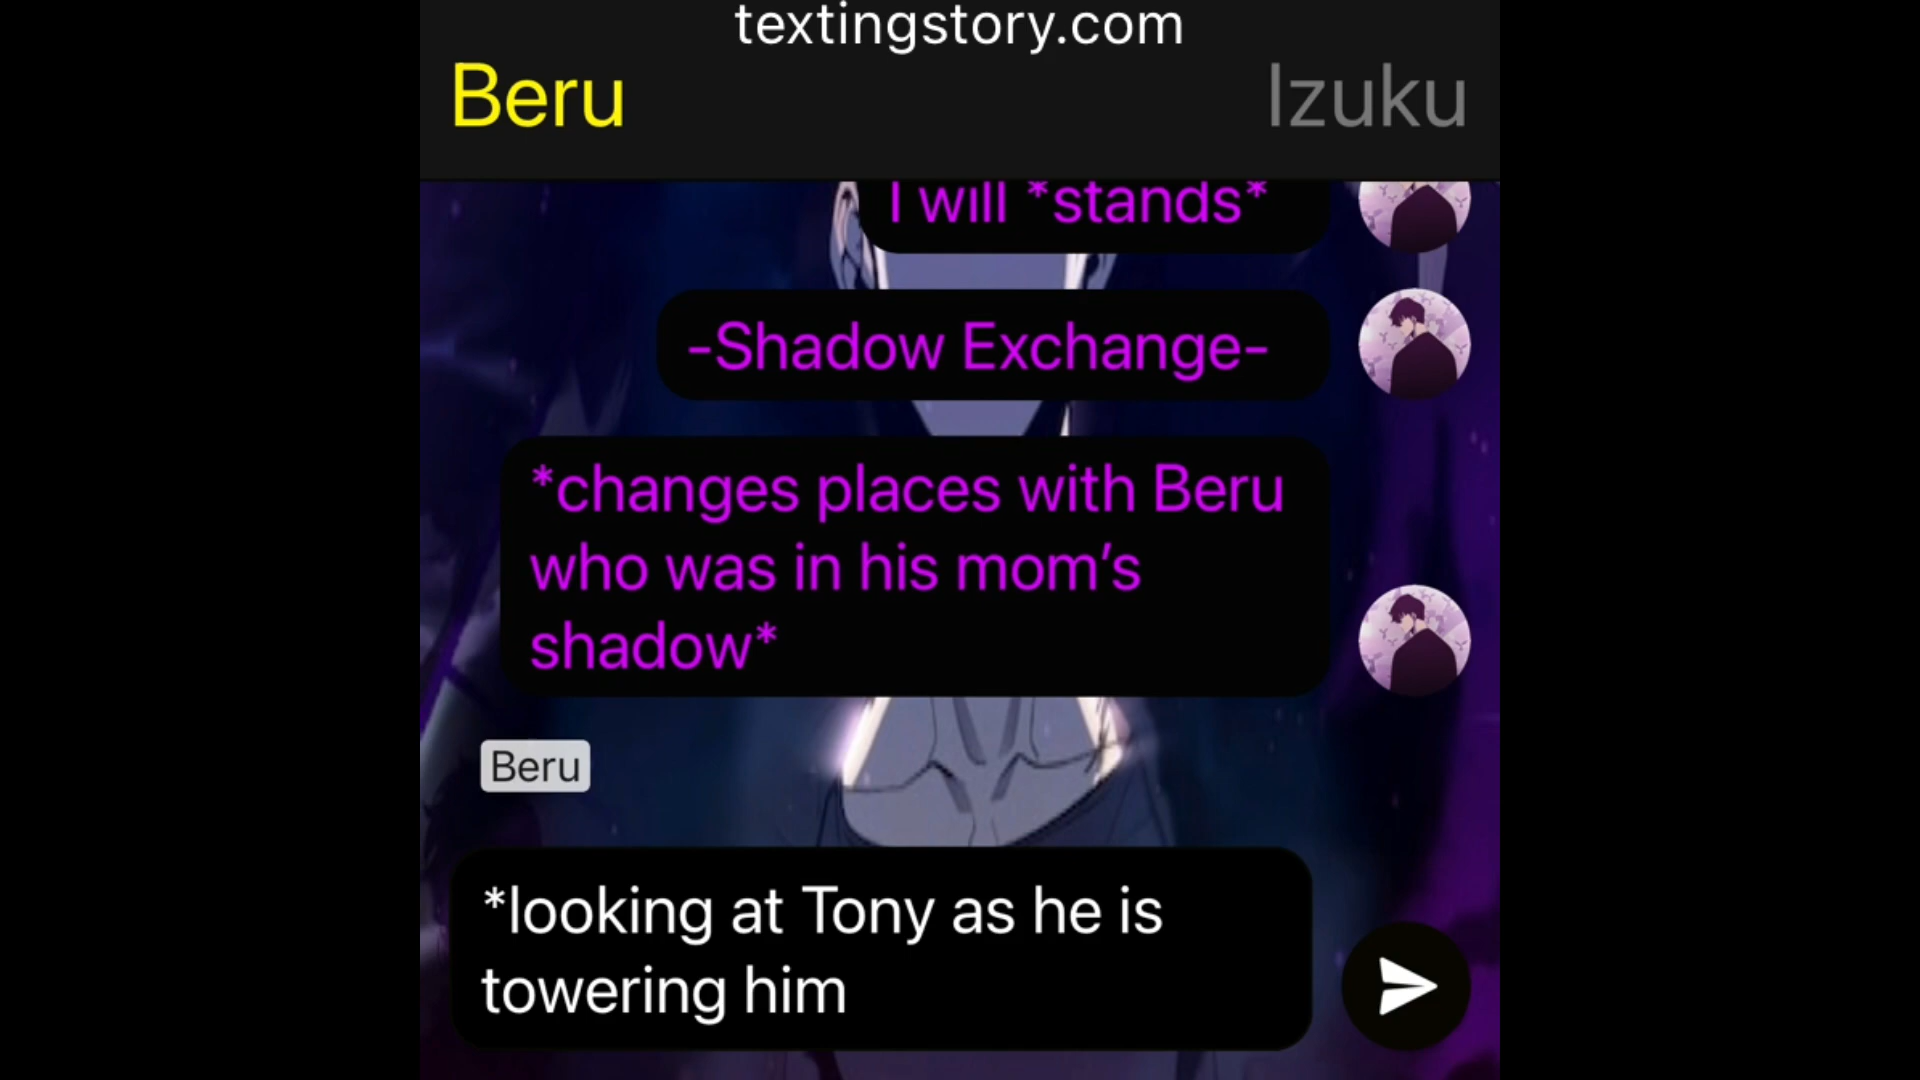 textingstory.com
Beru
Izuku
I will *stands*
-Shadow Exchange-
*changes places with Beru
who was in his mom’s
shadow*
Beru
*looking at Tony as he is
towering him